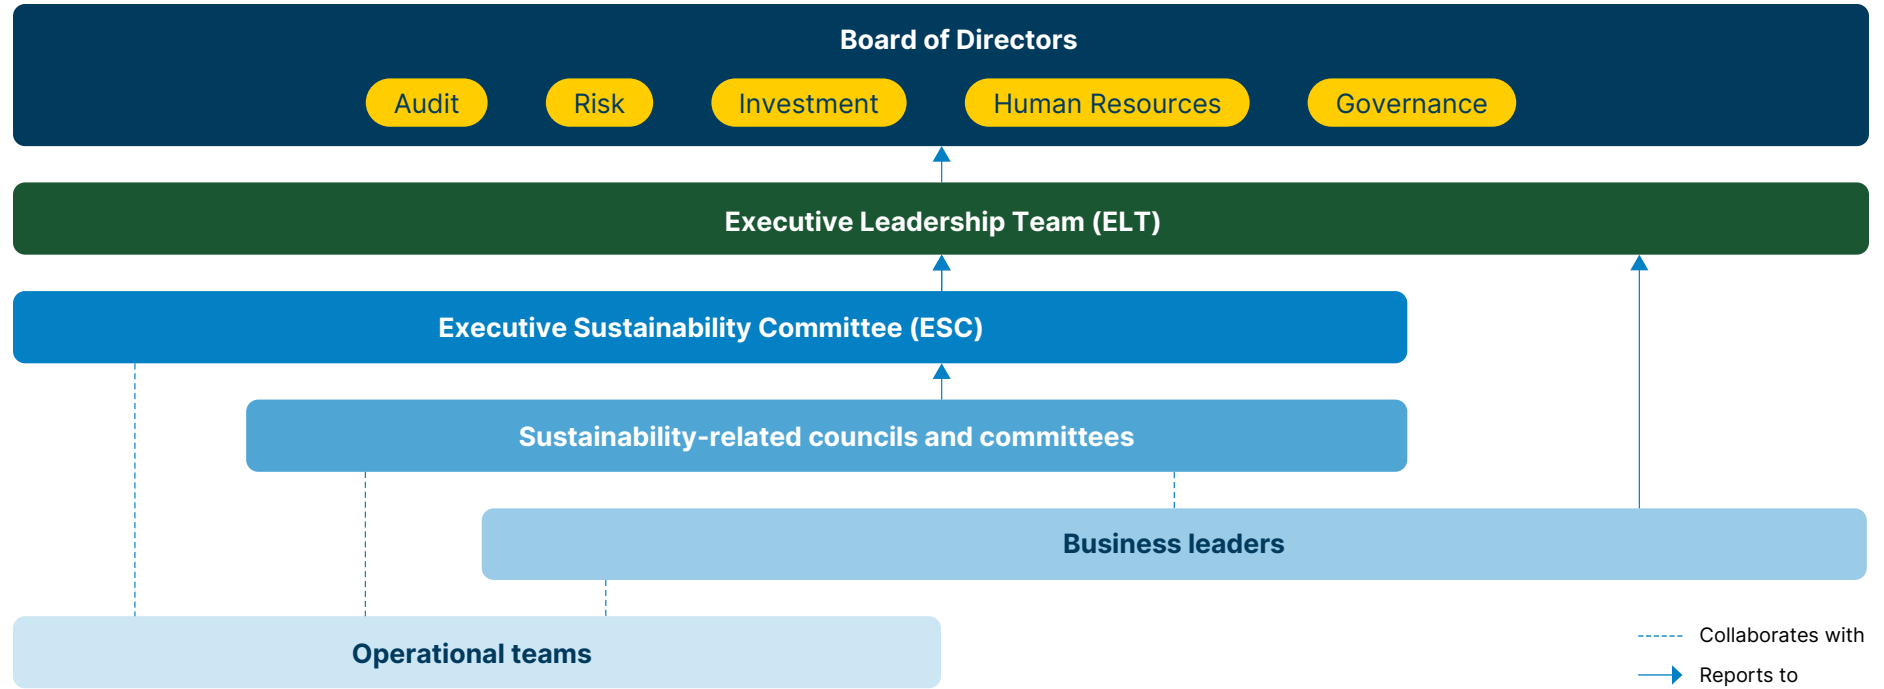 Board of Directors
Audit Risk Investment Human Resources Governance
Executive Leadership Team (ELT)
Executive Sustainability Committee (ESC)
Sustainability-related councils and committees
Business leaders
Operational teams
Collaborates with
Reports to